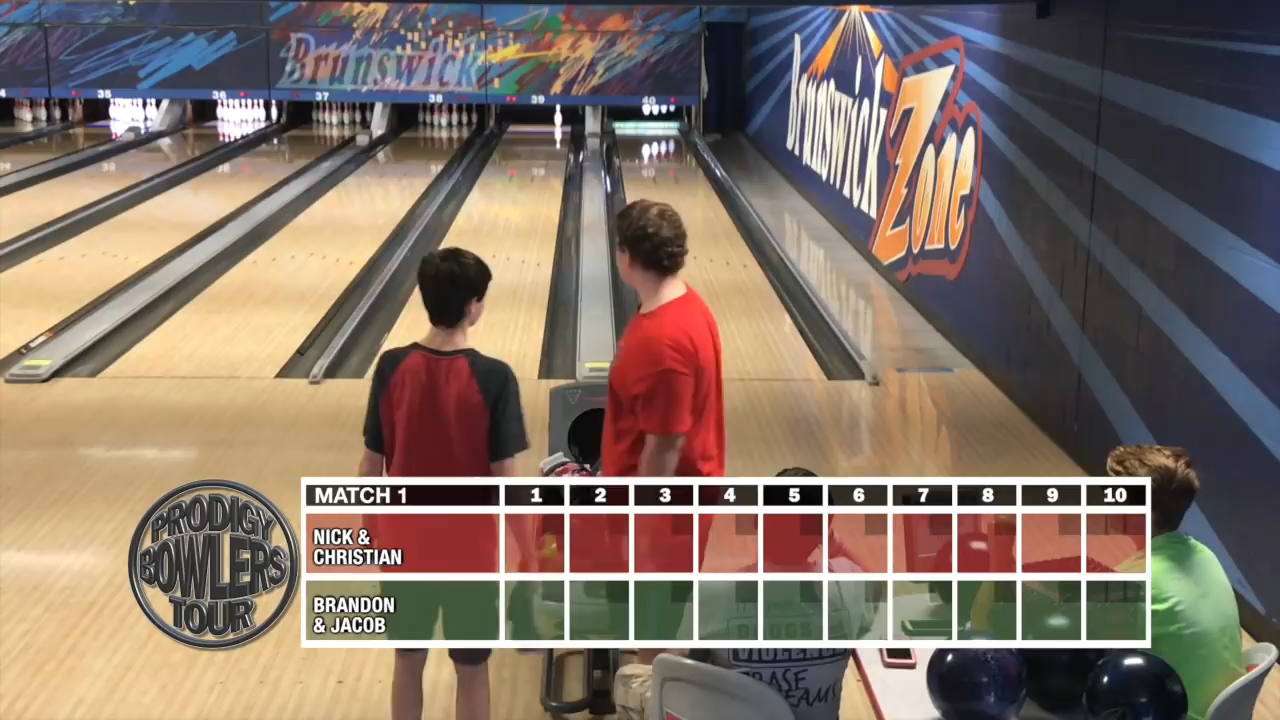 Brunswick
35 36 37 38 39 40
Brunswick
Zone
MATCH 1 1 2 3 4 5 6 7 8 9 10
NICK &
CHRISTIAN
BRANDON
& JACOB
PRODIGY
BOWLERS
TOUR
VIOLENCE